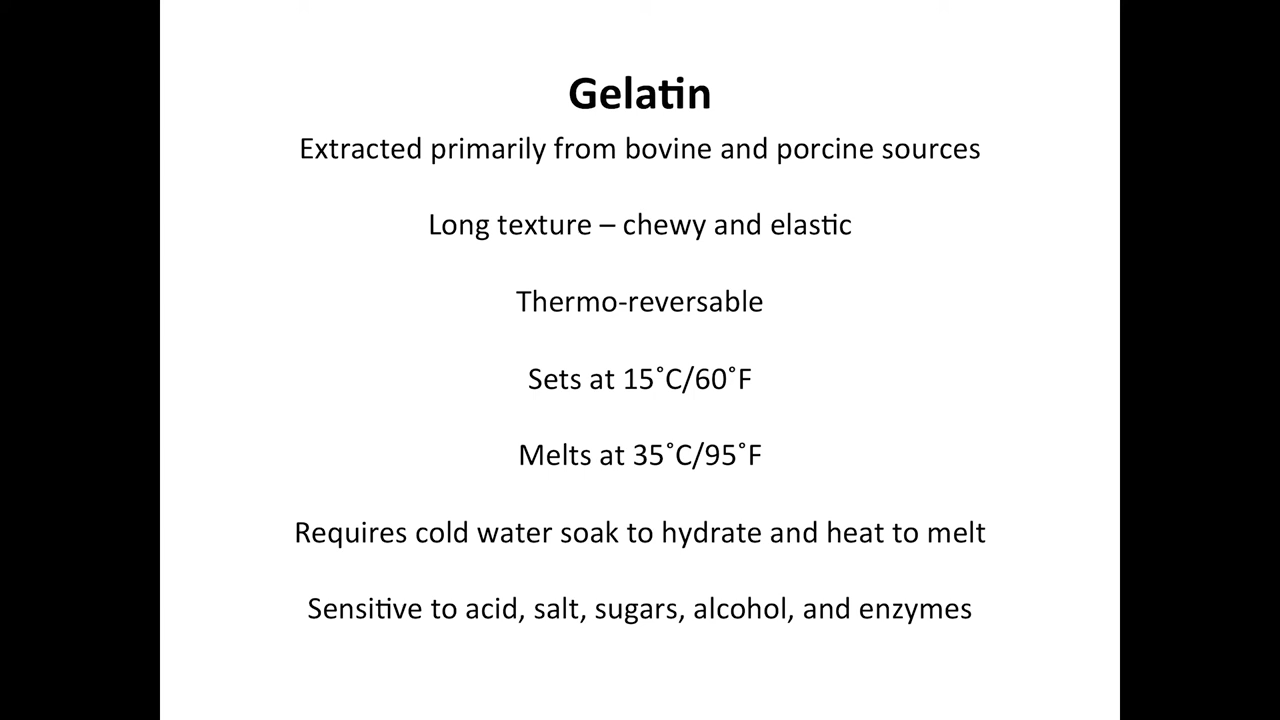 Gelatin
Extracted primarily from bovine and porcine sources
Long texture – chewy and elastic
Thermo-reversable
Sets at 15˚C/60˚F
Melts at 35˚C/95˚F
Requires cold water soak to hydrate and heat to melt
Sensitive to acid, salt, sugars, alcohol, and enzymes